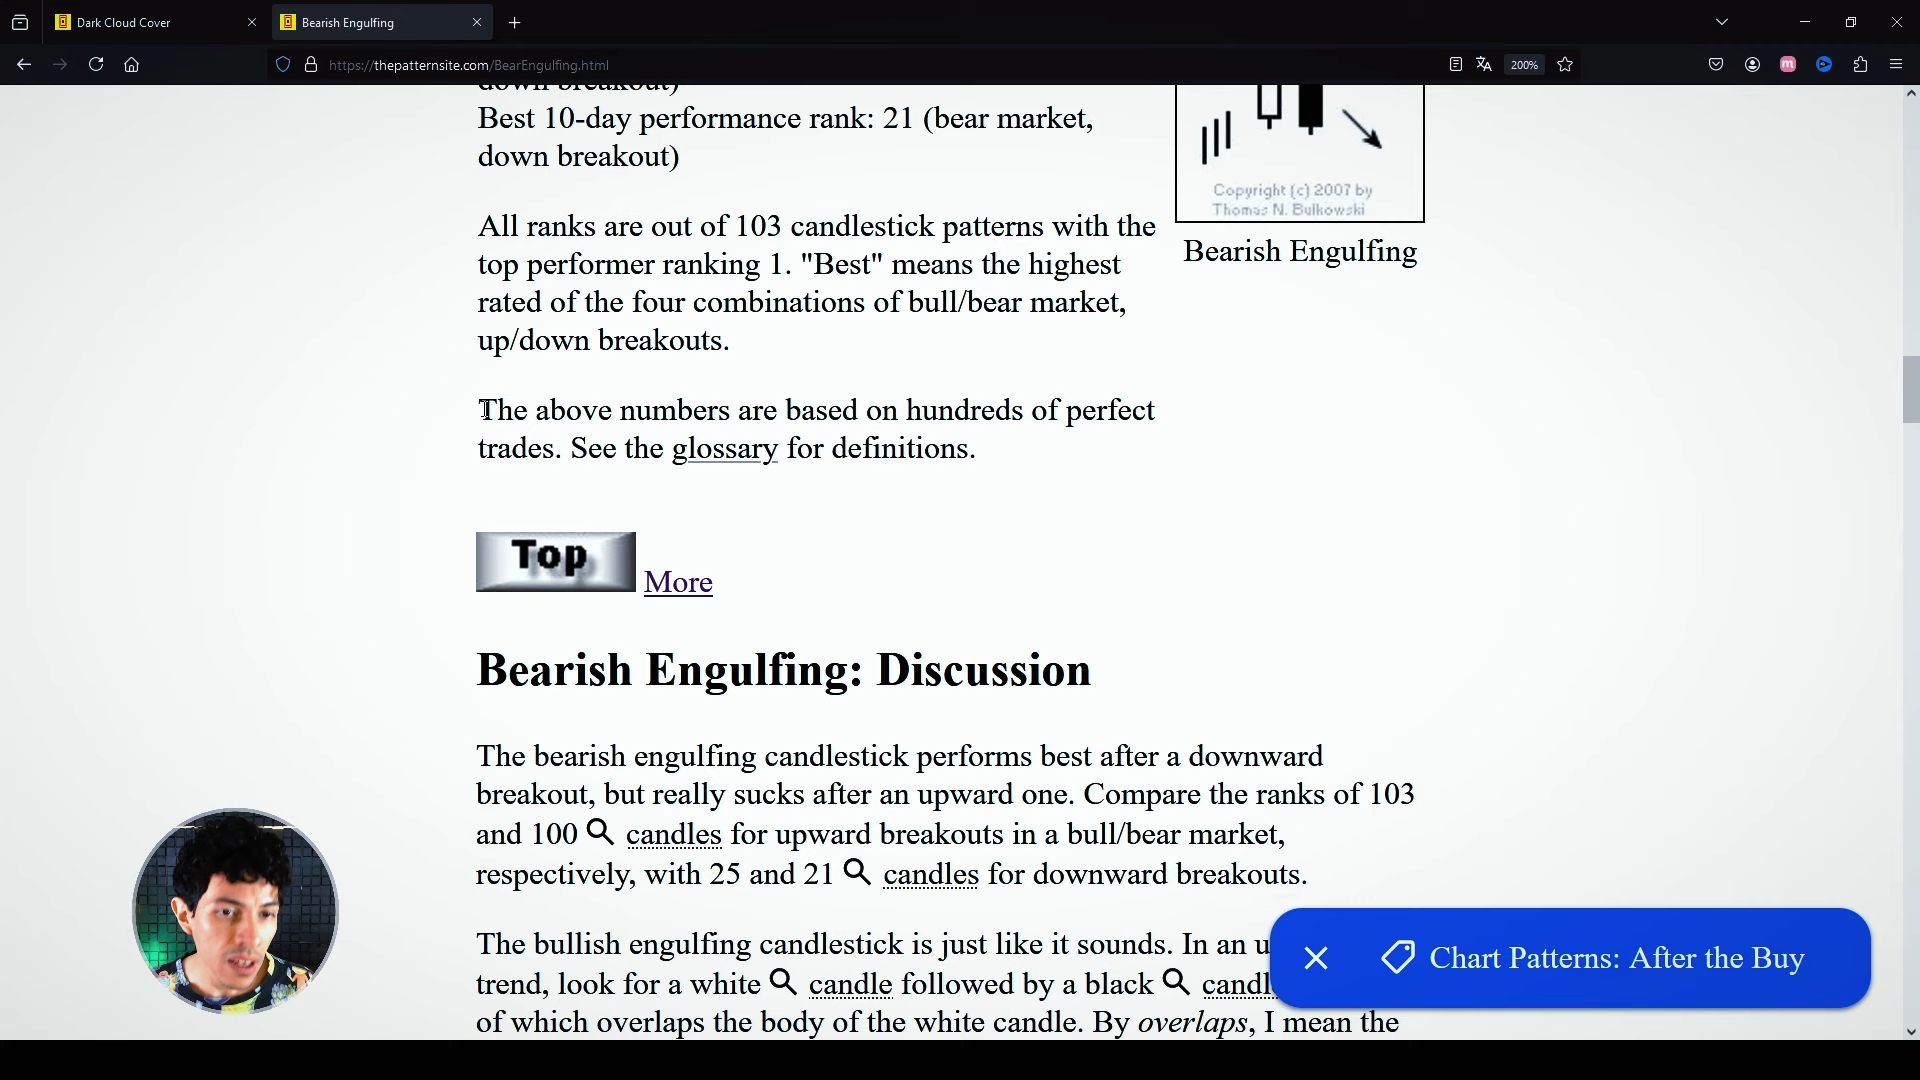 Dark Cloud Cover
Bearish Engulfing
https://thepatternsite.com/BearEngulfing.html
200%
down breakout)
Best 10-day performance rank: 21 (bear market,
down breakout)
All ranks are out of 103 candlestick patterns with the
top performer ranking 1. "Best" means the highest
rated of the four combinations of bull/bear market,
up/down breakouts.
The above numbers are based on hundreds of perfect
trades. See the glossary for definitions.
Copyright (c) 2007 by
Thomas N. Bulkowski
Bearish Engulfing
Top
More
Bearish Engulfing: Discussion
The bearish engulfing candlestick performs best after a downward
breakout, but really sucks after an upward one. Compare the ranks of 103
and 100 candles for upward breakouts in a bull/bear market,
respectively, with 25 and 21 candles for downward breakouts.
The bullish engulfing candlestick is just like it sounds. In an u
trend, look for a white candle followed by a black candl
of which overlaps the body of the white candle. By overlaps, I mean the
Chart Patterns: After the Buy